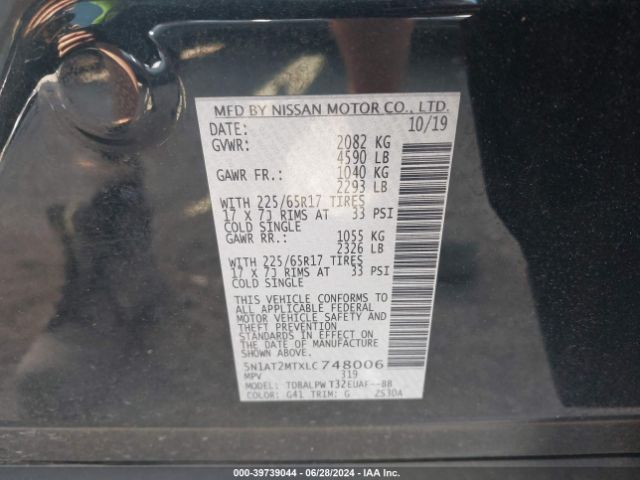 MFD BY NISSAN MOTOR CO., LTD.
DATE: 10/19
GVWR: 2082 KG
4590 LB
GAWR FR.: 1040 KG
2293 LB
WITH 225/65R17 TIRES
17 X 7J RIMS AT 33 PSI
COLD SINGLE
GAWR RR.: 1055 KG
2326 LB
WITH 225/65R17 TIRES
17 X 7J RIMS AT 33 PSI
COLD SINGLE
THIS VEHICLE CONFORMS TO
ALL APPLICABLE FEDERAL
MOTOR VEHICLE SAFETY AND
THEFT PREVENTION
STANDARDS IN EFFECT ON
THE DATE OF MANUFACTURE
SHOWN ABOVE.
5N1AT2MTXLC748006
MPV 319
MODEL: TDBALPW T32EUAF--BB
COLOR: G41 TRIM: G ZS30A
000-39739044 / 06/28/2024 / IAA Inc.